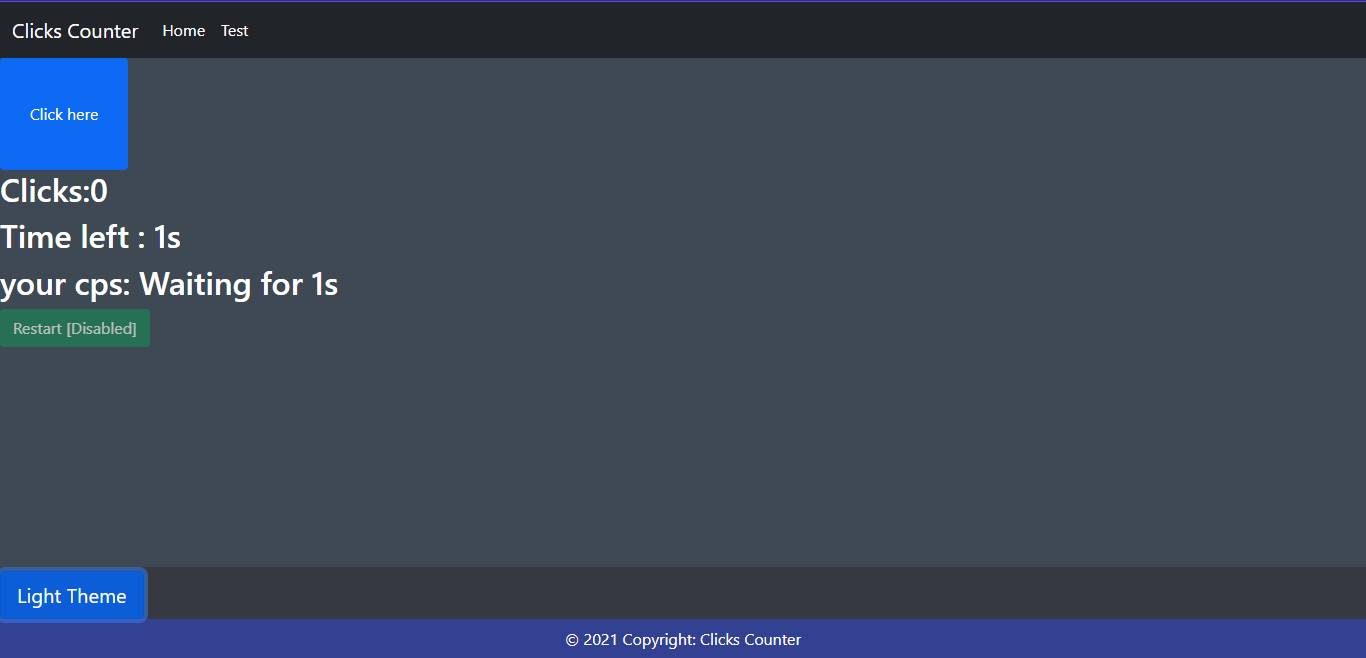 Clicks Counter Home Test
Click here
Clicks:0
Time left : 1s
your cps: Waiting for 1s
Restart [Disabled]
Light Theme
© 2021 Copyright: Clicks Counter